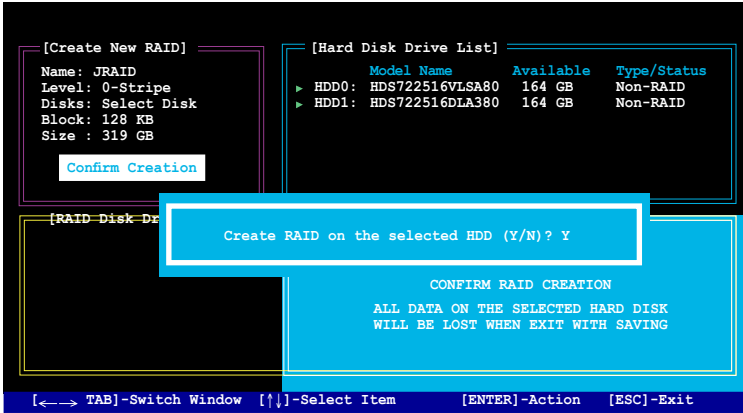 [Create New RAID]
Name: JRAID
Level: 0-Stripe
Disks: Select Disk
Block: 128 KB
Size : 319 GB
Confirm Creation
[Hard Disk Drive List]
Model Name Available Type/Status
▶ HDD0: HDS722516VLSA80 164 GB Non-RAID
▶ HDD1: HDS722516DLA380 164 GB Non-RAID
[RAID Disk Dr
Create RAID on the selected HDD (Y/N)? Y
CONFIRM RAID CREATION
ALL DATA ON THE SELECTED HARD DISK
WILL BE LOST WHEN EXIT WITH SAVING
[←→ TAB]-Switch Window [↑↓]-Select Item [ENTER]-Action [ESC]-Exit